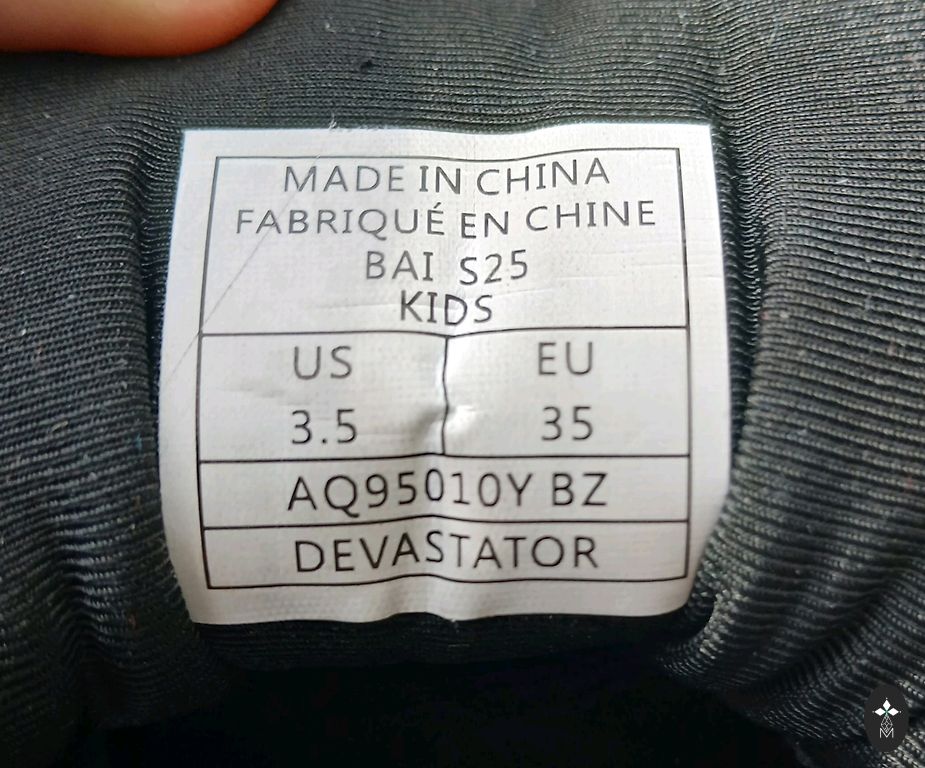 MADE IN CHINA
FABRIQUÉ EN CHINE
BAI S25
KIDS
US EU
3.5 35
AQ95010Y BZ
DEVASTATOR
M